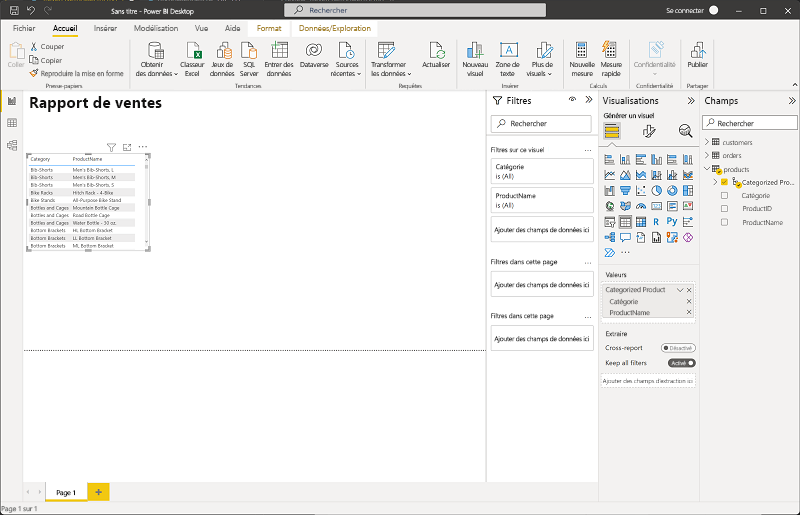 Sans titre - Power BI Desktop
Rechercher
Se connecter
Fichier
Accueil
Insérer
Modélisation
Vue
Aide
Format
Données/Exploration
Coller
Couper
Copier
Reproduire la mise en forme
Presse-papiers
Obtenir
des données
Classeur
Excel
Jeux de
données
SQL
Server
Entrer des
données
Dataverse
Sources
récentes
Tendances
Transformer
les données
Actualiser
Requêtes
Nouveau
visuel
Zone de
texte
Plus de
visuels
Insérer
Nouvelle
mesure
Mesure
rapide
Calculs
Confidentialité
Confidentialité
Publier
Partager
Rapport de ventes
Category ProductName
Bib-Shorts Men's Bib-Shorts, L
Bib-Shorts Men's Bib-Shorts, M
Bib-Shorts Men's Bib-Shorts, S
Bike Racks Hitch Rack - 4-Bike
Bike Stands All-Purpose Bike Stand
Bottles and Cages Mountain Bottle Cage
Bottles and Cages Road Bottle Cage
Bottles and Cages Water Bottle - 30 oz.
Bottom Brackets HL Bottom Bracket
Bottom Brackets LL Bottom Bracket
Bottom Brackets ML Bottom Bracket
Filtres
Rechercher
Filtres sur ce visuel
Catégorie
is (All)
ProductName
is (All)
Ajouter des champs de données ici
Filtres dans cette page
Ajouter des champs de données ici
Filtres dans cette page
Ajouter des champs de données ici
Visualisations
Générer un visuel
R
Py
Valeurs
Categorized Product
Catégorie
ProductName
Extraire
Cross-report
Désactivé
Keep all filters
Activé
Ajouter des champs d'extraction ici
Champs
Rechercher
customers
orders
products
Categorized Pro...
Catégorie
ProductID
ProductName
Page 1
Page 1 sur 1